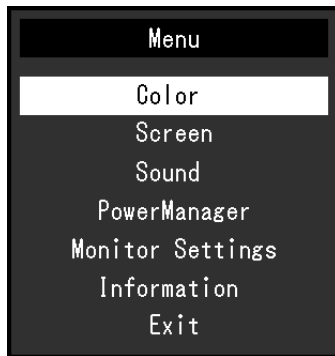 Menu
Color
Screen
Sound
PowerManager
Monitor Settings
Information
Exit